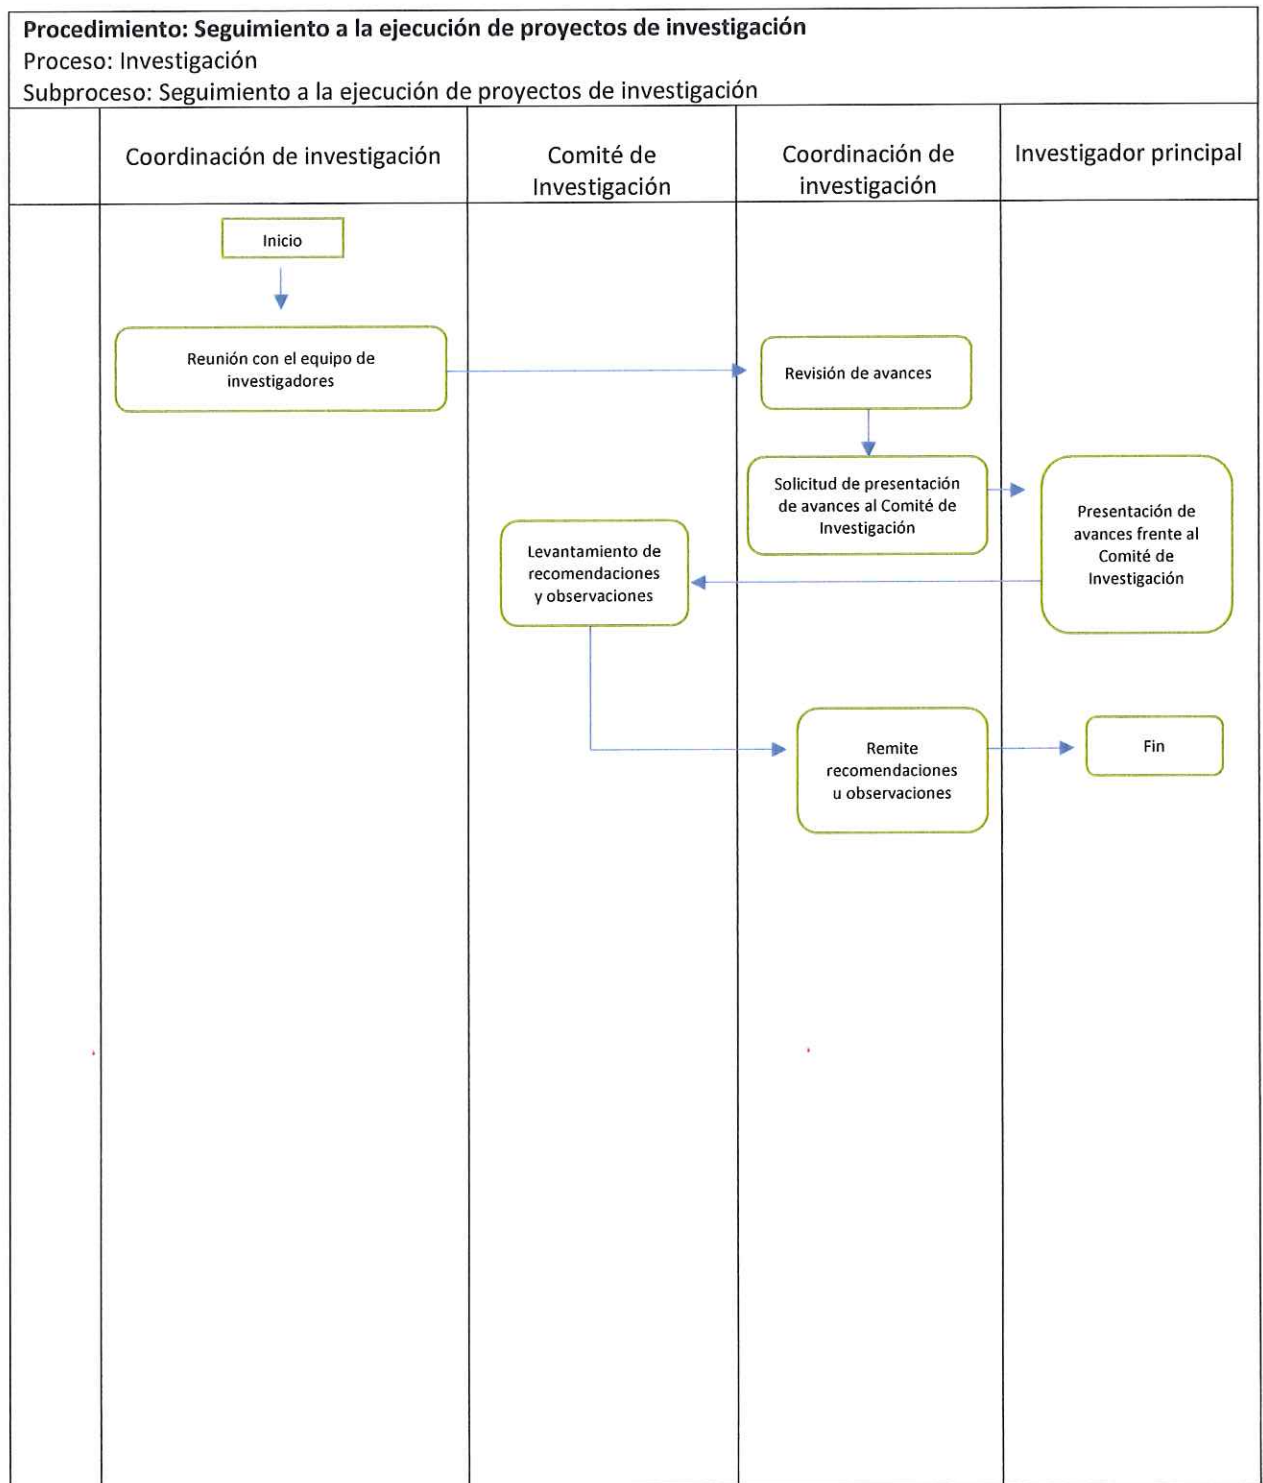 Procedimiento: Seguimiento a la ejecución de proyectos de investigación
Proceso: Investigación
Subproceso: Seguimiento a la ejecución de proyectos de investigación
Coordinación de investigación
Comité de
Investigación
Coordinación de
investigación
Investigador principal
Inicio
Reunión con el equipo de
investigadores
Revisión de avances
Solicitud de presentación
de avances al Comité de
Investigación
Presentación de
avances frente al
Comité de
Investigación
Levantamiento de
recomendaciones
y observaciones
Remite
recomendaciones
u observaciones
Fin